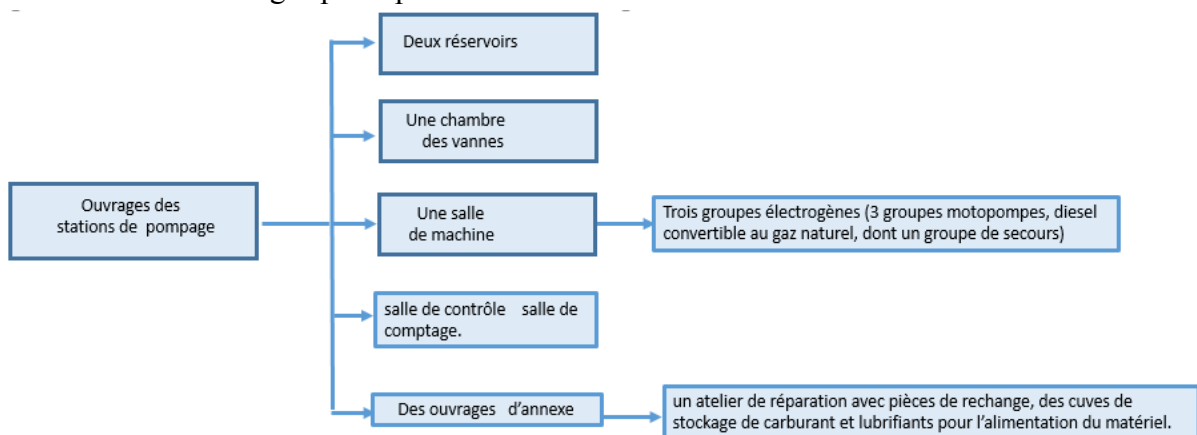 Deux réservoirs
Une chambre
des vannes
Ouvrages des
stations de pompage
Une salle
de machine
Trois groupes électrogènes (3 groupes motopompes, diesel
convertible au gaz naturel, dont un groupe de secours)
salle de contrôle salle de
comptage.
Des ouvrages d'annexe
un atelier de réparation avec pièces de rechange, des cuves de
stockage de carburant et lubrifiants pour l'alimentation du matériel.